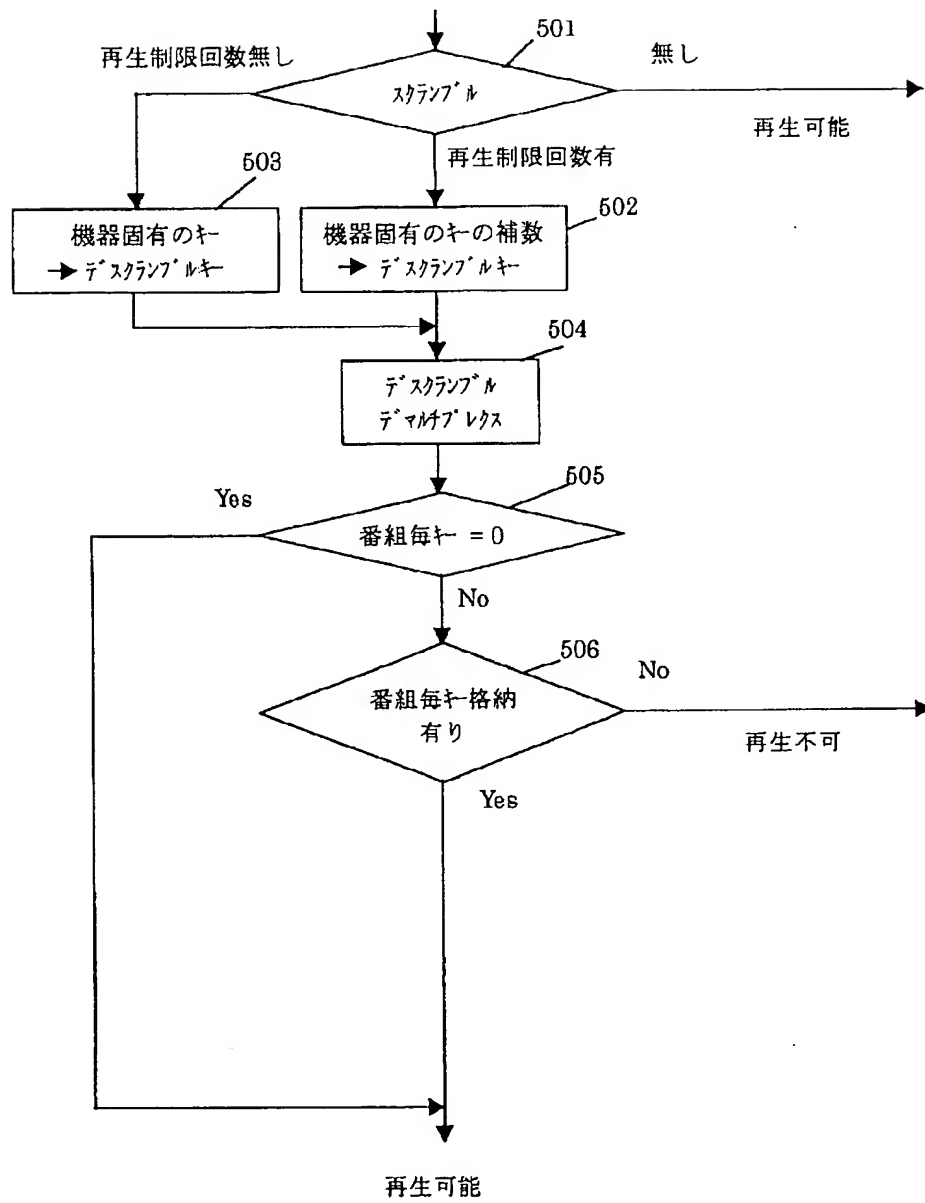 501
再生制限回数無し
無し
スクランブル
再生可能
再生制限回数有
503
502
機器固有のキー
→ デスクランブルキー
機器固有のキーの補数
→ デスクランブルキー
504
デスクランブル
デマルチプレクス
505
Yes
番組毎キー = 0
No
506
No
番組毎キー格納
有り
再生不可
Yes
再生可能